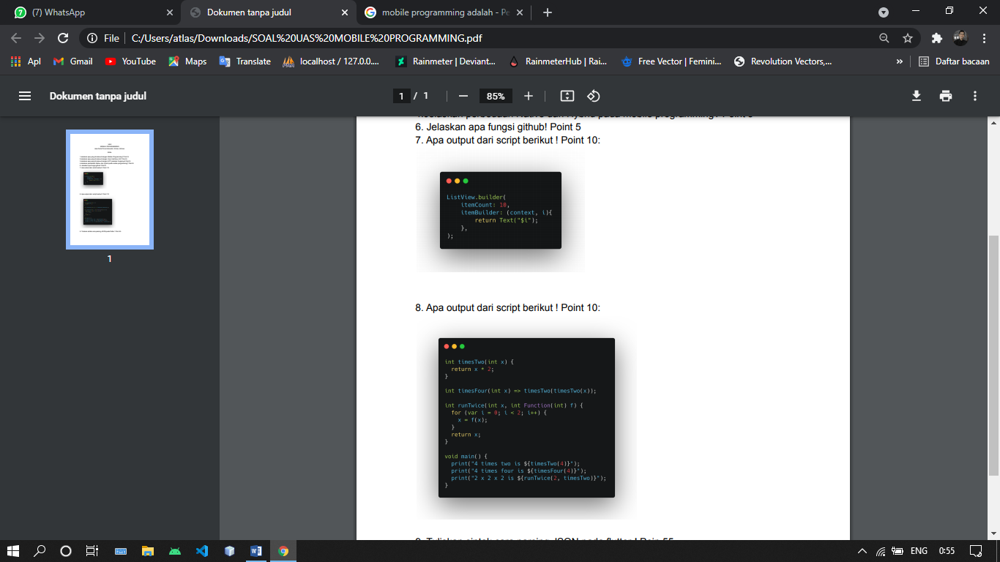 (7) WhatsApp
Dokumen tanpa judul
mobile programming adalah - Pe
File
C:/Users/atlas/Downloads/SOAL%20UAS%20MOBILE%20PROGRAMMING.pdf
Apl
Gmail
YouTube
Maps
Translate
localhost / 127.0.0....
Rainmeter | Deviant...
RainmeterHub | Rai...
Free Vector | Femini...
Revolution Vectors,...
»
Daftar bacaan
Dokumen tanpa judul
1 / 1
85%
1
6. Jelaskan apa fungsi github! Point 5
7. Apa output dari script berikut ! Point 10:
ListView.builder(
itemCount: 10,
itemBuilder: (context, i){
return Text("$i");
},
);
8. Apa output dari script berikut ! Point 10:
int timesTwo(int x) {
return x * 2;
}
int timesFour(int x) => timesTwo(timesTwo(x));
int runTwice(int x, int Function(int) f) {
for (var i = 0; i < 2; i++) {
x = f(x);
}
return x;
}
void main() {
print("4 times two is ${timesTwo(4)}");
print("4 times four is ${timesFour(4)}");
print("2 x 2 x 2 is ${runTwice(2, timesTwo)}");
}
ENG
0:55